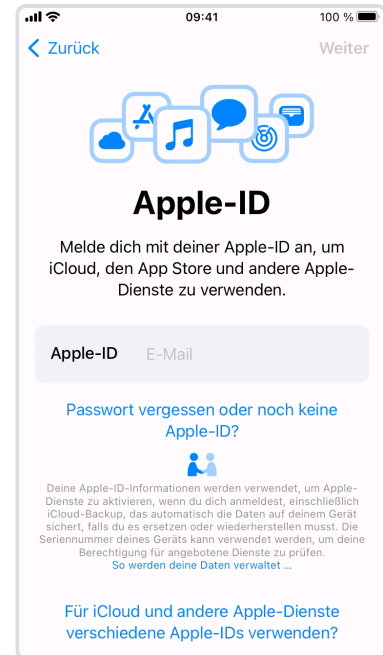 09:41
100 %
Zurück
Weiter
Apple-ID
Melde dich mit deiner Apple-ID an, um
iCloud, den App Store und andere Apple-
Dienste zu verwenden.
Apple-ID E-Mail
Passwort vergessen oder noch keine
Apple-ID?
Deine Apple-ID-Informationen werden verwendet, um Apple-
Dienste zu aktivieren, wenn du dich anmeldest, einschließlich
iCloud-Backup, das automatisch die Daten auf deinem Gerät
sichert, falls du es ersetzen oder wiederherstellen musst. Die
Seriennummer deines Geräts kann verwendet werden, um deine
Berechtigung für angebotene Dienste zu prüfen.
So werden deine Daten verwaltet ...
Für iCloud und andere Apple-Dienste
verschiedene Apple-IDs verwenden?